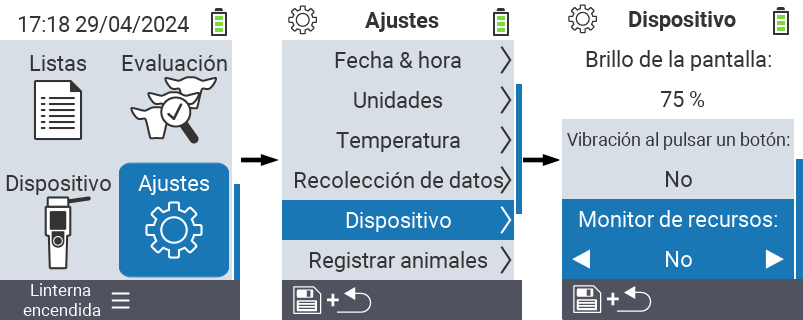 17:18 29/04/2024
Listas
Evaluación
Dispositivo
Ajustes
Linterna
encendida
Ajustes
Fecha & hora
Unidades
Temperatura
Recolección de datos
Dispositivo
Registrar animales
+
Dispositivo
Brillo de la pantalla:
75 %
Vibración al pulsar un botón:
No
Monitor de recursos:
No
+